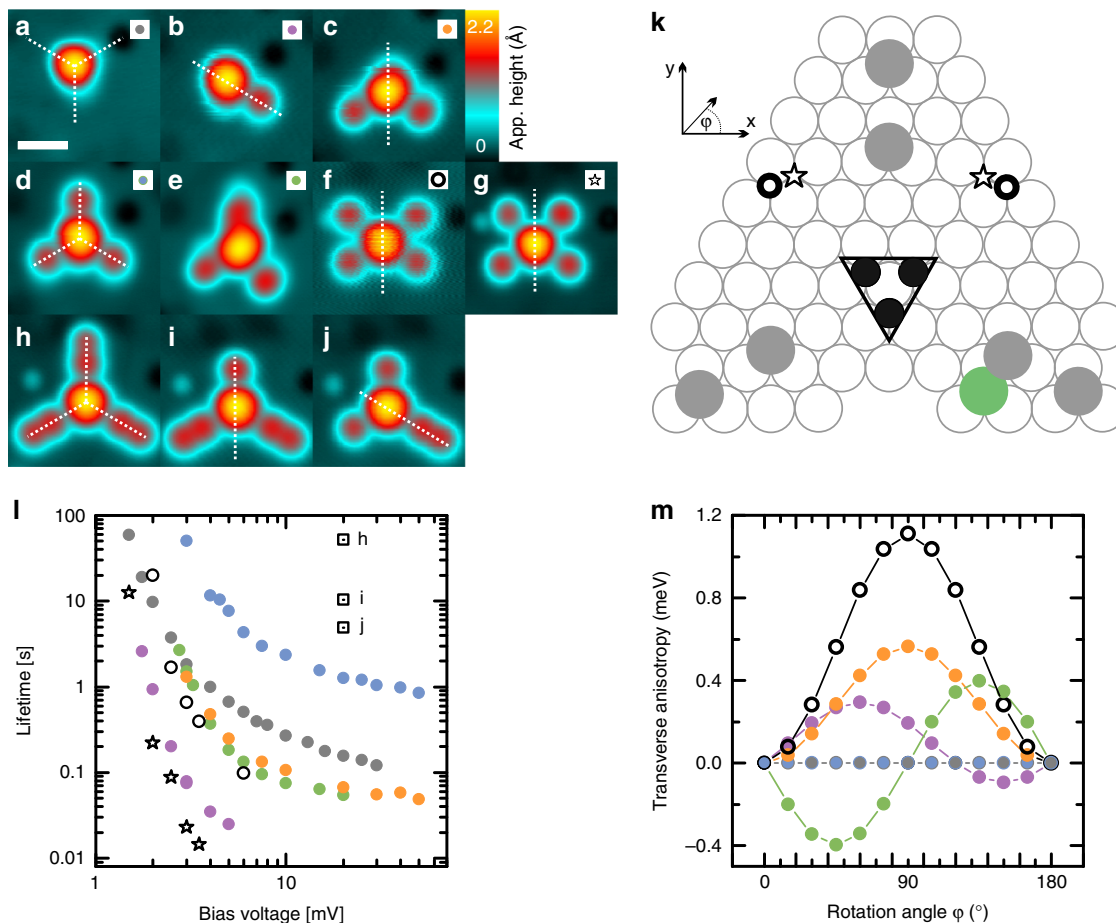 a
b
c
2.2
App. height (Å)
0
d
e
f
g
h
i
j
k
y
φ
x
l
100
10
1
0.1
0.01
Lifetime [s]
h
i
j
1
10
Bias voltage [mV]
m
1.2
0.8
0.4
0.0
−0.4
Transverse anisotropy (meV)
0
90
180
Rotation angle φ (°)